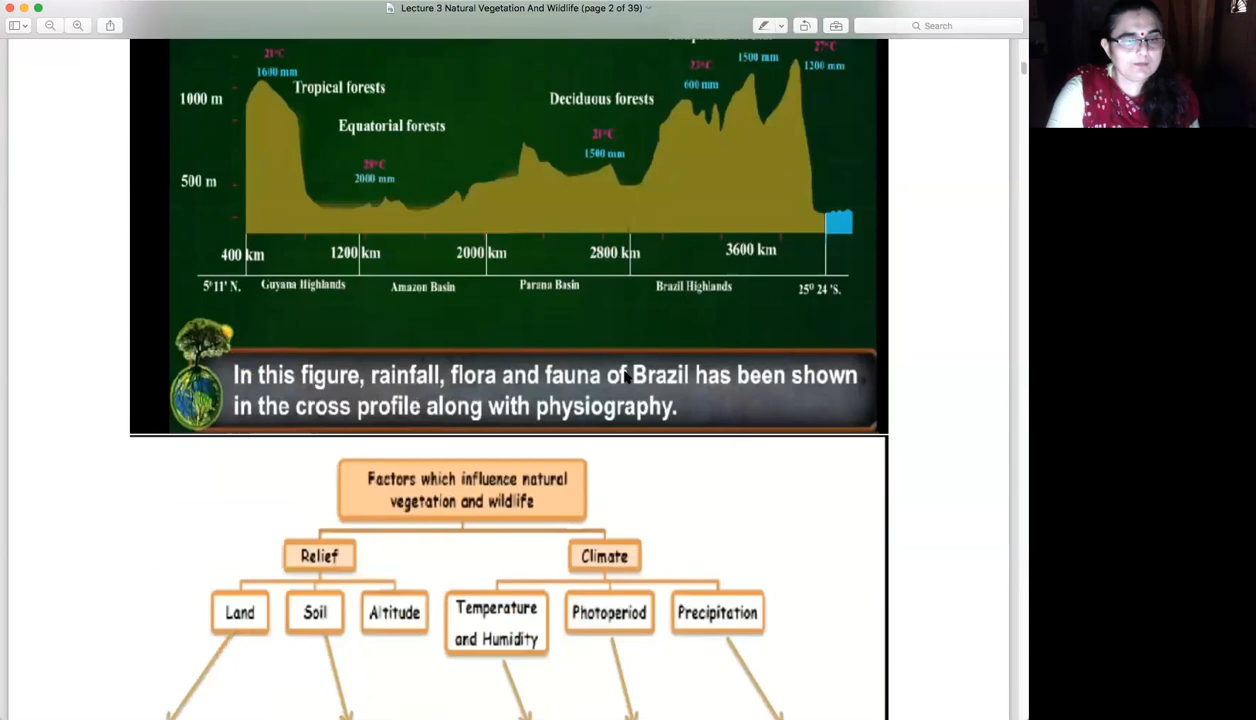 Lecture 3 Natural Vegetation And Wildlife (page 2 of 39)
Search
21°C
1600 mm
1000 m
Tropical forests
Equatorial forests
2000 mm
500 m
Deciduous forests
21°C
1500 mm
23°C
600 mm
1500 mm
27°C
1200 mm
400 km
1200 km
2000 km
2800 km
3600 km
5°11' N.
Guyana Highlands
Amazon Basin
Parana Basin
Brazil Highlands
25° 24 'S.
In this figure, rainfall, flora and fauna of Brazil has been shown
in the cross profile along with physiography.
Factors which influence natural
vegetation and wildlife
Relief
Climate
Land
Soil
Altitude
Temperature
and Humidity
Photoperiod
Precipitation